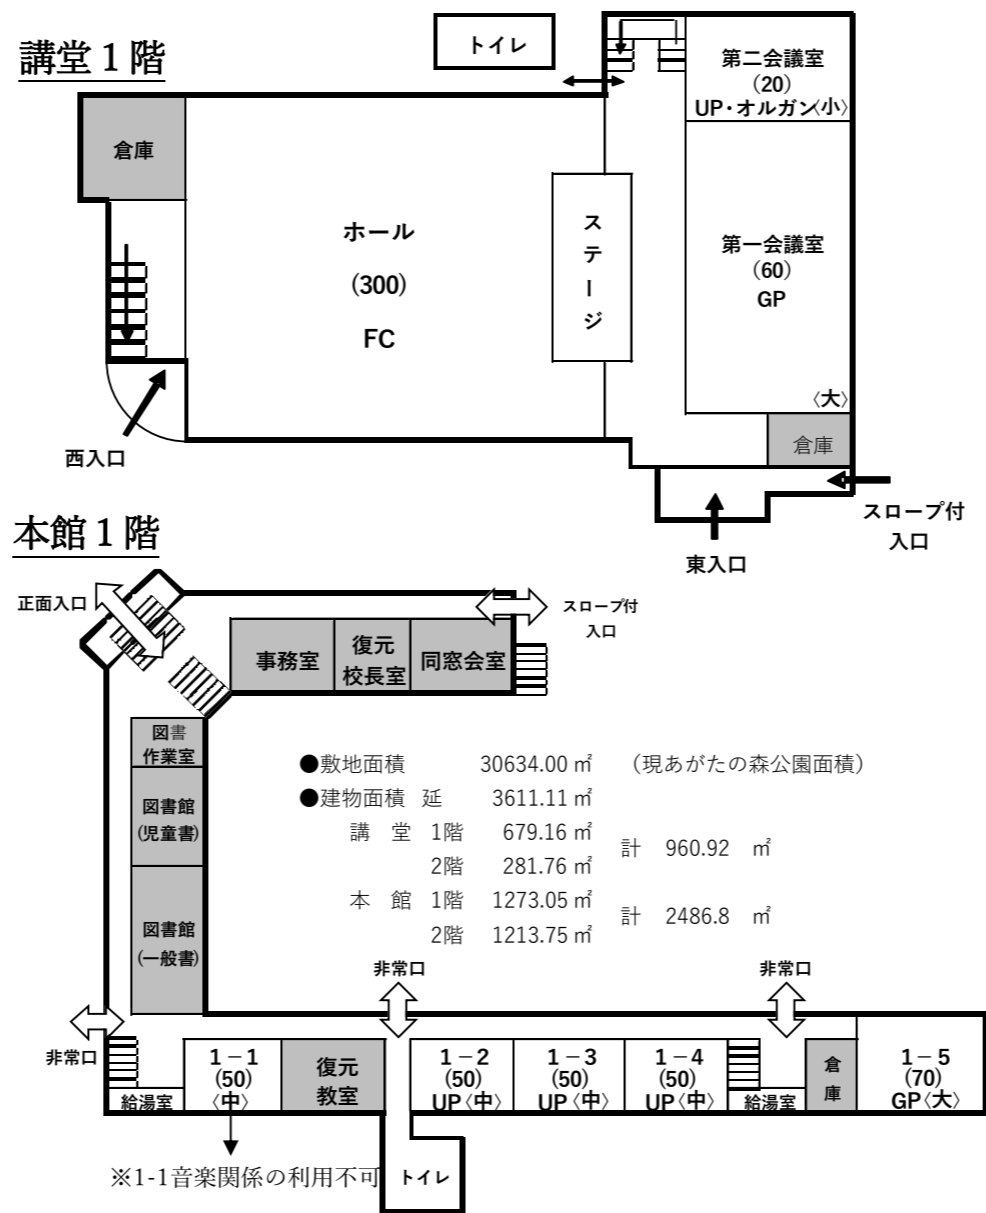 講堂１階
トイレ
第二会議室
(20)
UP・オルガン〈小〉
倉庫
ホール
(300)
FC
ステージ
第一会議室
(60)
GP
〈大〉
倉庫
西入口
スロープ付
入口
東入口
本館１階
正面入口
スロープ付
入口
事務室
復元
校長室
同窓会室
図書
作業室
図書館
(児童書)
図書館
(一般書)
●敷地面積 30634.00 ㎡ （現あがたの森公園面積）
●建物面積 延 3611.11 ㎡
講 堂 1階 679.16 ㎡
計 960.92 ㎡
2階 281.76 ㎡
本 館 1階 1273.05 ㎡
計 2486.8 ㎡
2階 1213.75 ㎡
非常口
非常口
非常口
給湯室
１－１
(50)
〈中〉
復元
教室
１－２
(50)
UP〈中〉
１－３
(50)
UP〈中〉
１－４
(50)
UP〈中〉
給湯室
倉
庫
１－５
(70)
GP〈大〉
※1-1音楽関係の利用不可
トイレ